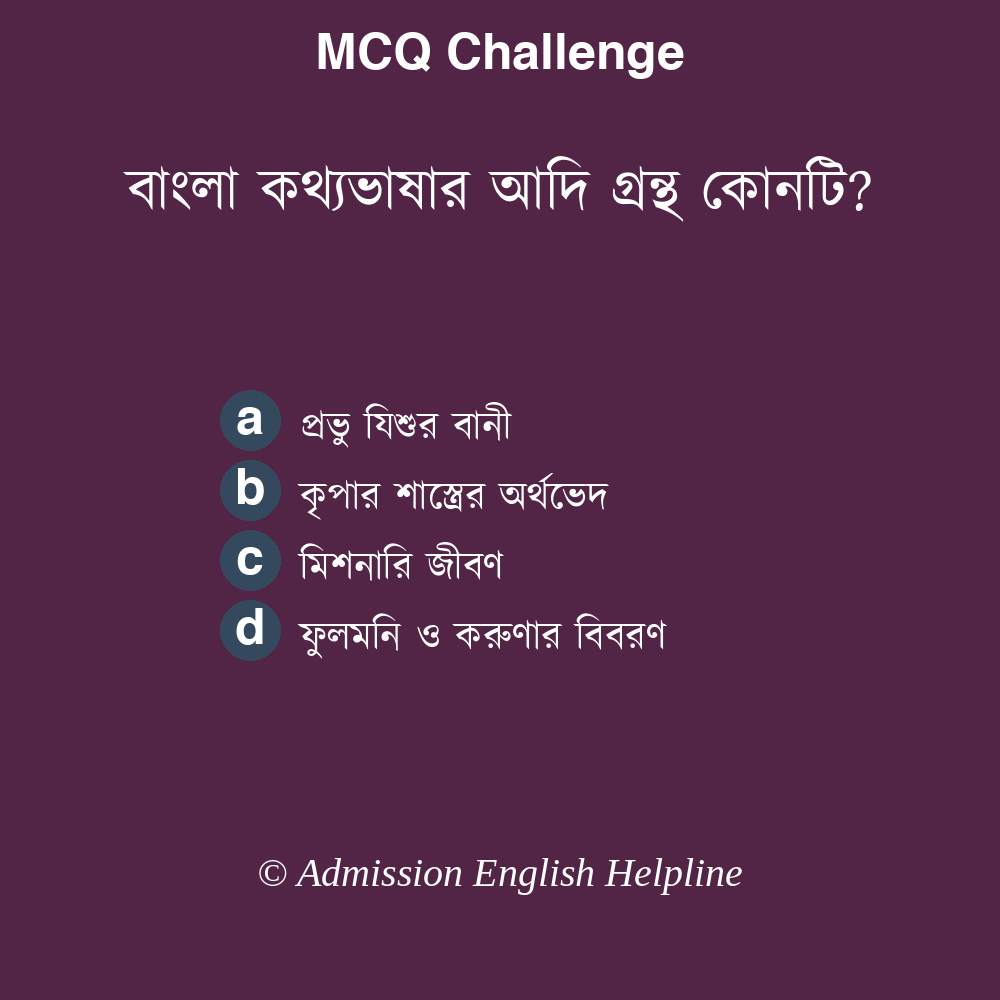 MCQ Challenge
বাংলা কথ্যভাষার আদি গ্রন্থ কোনটি?
a প্রভু যিশুর বানী
b কৃপার শাস্ত্রের অর্থভেদ
c মিশনারি জীবণ
d ফুলমনি ও করুণার বিবরণ
© Admission English Helpline